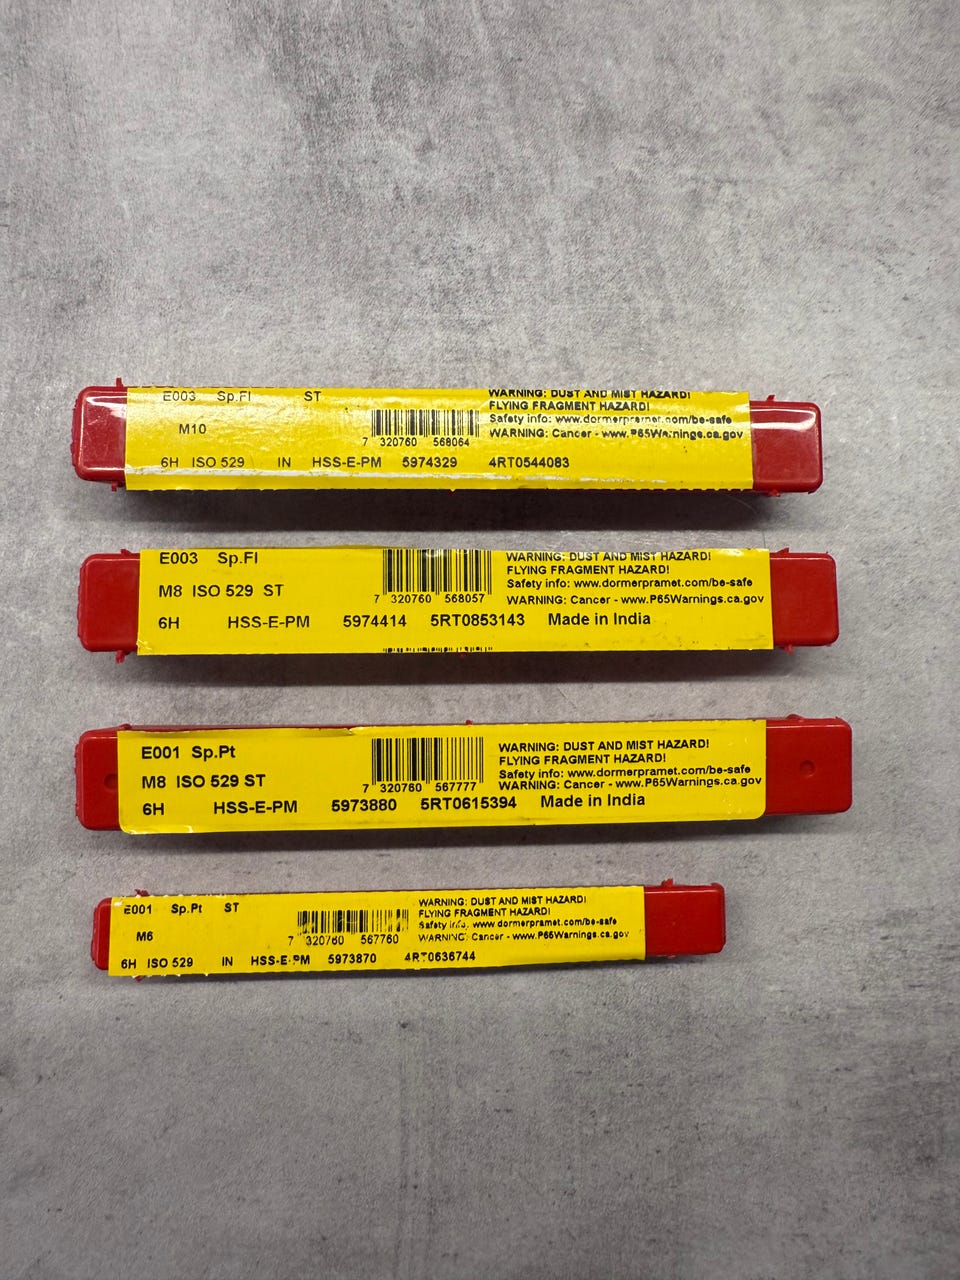 E003 Sp.Fl ST
M10
7 320760 568064
6H ISO 529 IN HSS-E-PM 5974329 4RT0544083
WARNING: DUST AND MIST HAZARD!
FLYING FRAGMENT HAZARD!
Safety info: www.dormerpramet.com/be-safe
WARNING: Cancer - www.P65Warnings.ca.gov
E003 Sp.Fl
M8 ISO 529 ST
7 320760 568057
6H HSS-E-PM 5974414 5RT0853143 Made in India
WARNING: DUST AND MIST HAZARD!
FLYING FRAGMENT HAZARD!
Safety info: www.dormerpramet.com/be-safe
WARNING: Cancer - www.P65Warnings.ca.gov
E001 Sp.Pt
M8 ISO 529 ST
7 320760 567777
6H HSS-E-PM 5973880 5RT0615394 Made in India
WARNING: DUST AND MIST HAZARD!
FLYING FRAGMENT HAZARD!
Safety info: www.dormerpramet.com/be-safe
WARNING: Cancer - www.P65Warnings.ca.gov
E001 Sp.Pt ST
M6
7 320760 567760
6H ISO 529 IN HSS-E-PM 5973870 4RT0636744
WARNING: DUST AND MIST HAZARD!
FLYING FRAGMENT HAZARD!
Safety info: www.dormerpramet.com/be-safe
WARNING: Cancer - www.P65Warnings.ca.gov